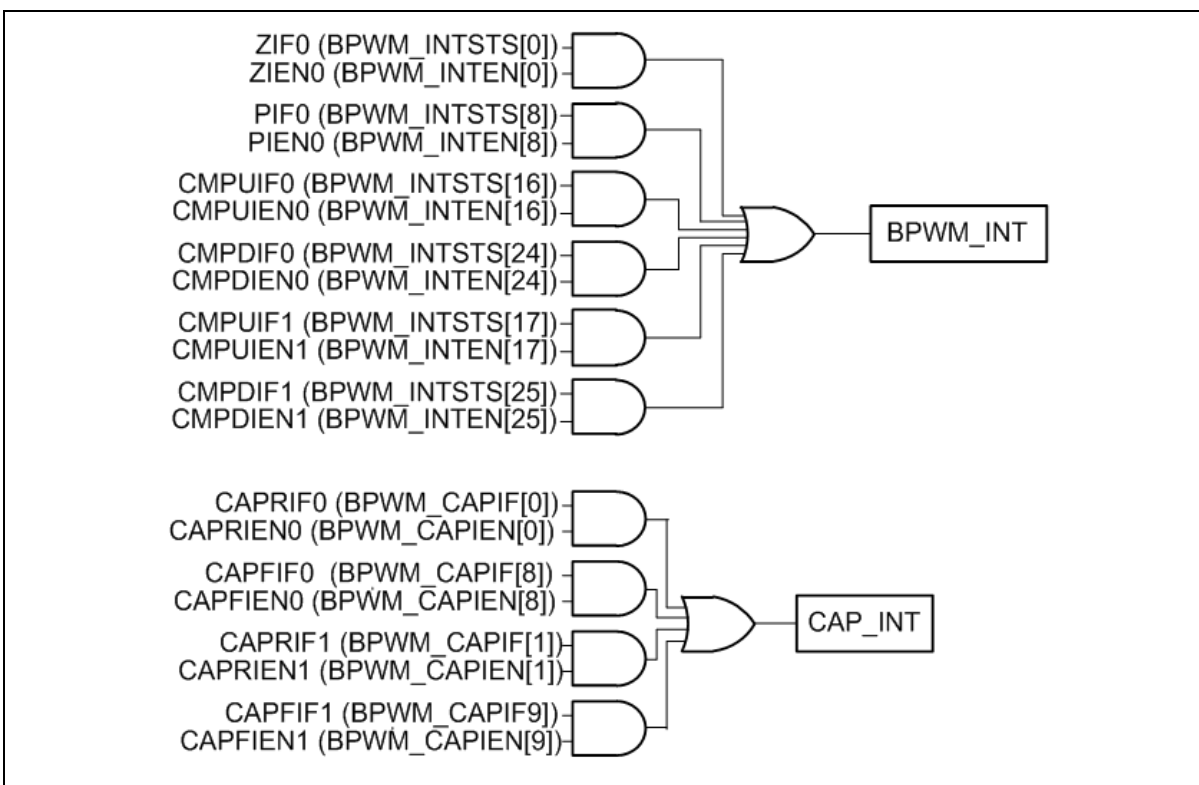 ZIF0 (BPWM_INTSTS[0])
ZIEN0 (BPWM_INTEN[0])
PIF0 (BPWM_INTSTS[8])
PIEN0 (BPWM_INTEN[8])
CMPUIF0 (BPWM_INTSTS[16])
CMPUIEN0 (BPWM_INTEN[16])
BPWM_INT
CMPDIF0 (BPWM_INTSTS[24])
CMPDIEN0 (BPWM_INTEN[24])
CMPUIF1 (BPWM_INTSTS[17])
CMPUIEN1 (BPWM_INTEN[17])
CMPDIF1 (BPWM_INTSTS[25])
CMPDIEN1 (BPWM_INTEN[25])
CAPRIF0 (BPWM_CAPIF[0])
CAPRIEN0 (BPWM_CAPIEN[0])
CAPFIF0 (BPWM_CAPIF[8])
CAPFIEN0 (BPWM_CAPIEN[8])
CAP_INT
CAPRIF1 (BPWM_CAPIF[1])
CAPRIEN1 (BPWM_CAPIEN[1])
CAPFIF1 (BPWM_CAPIF9])
CAPFIEN1 (BPWM_CAPIEN[9])